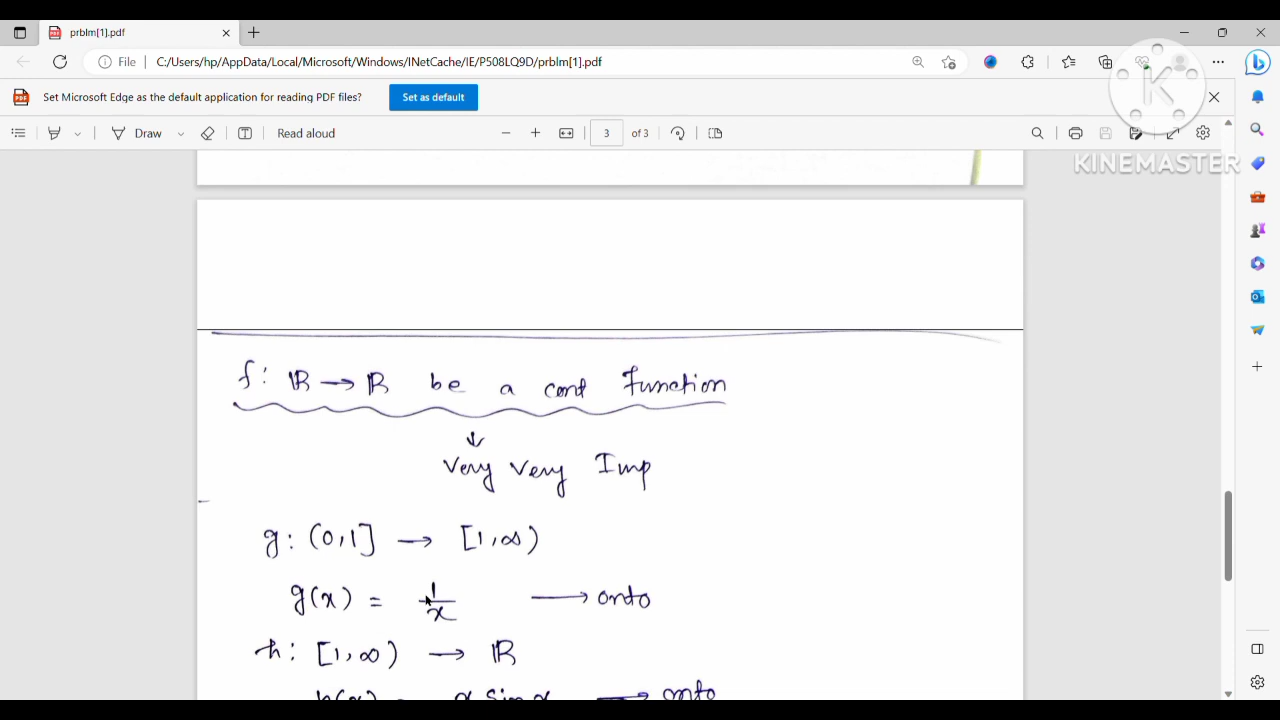 prblm[1].pdf
File C:/Users/hp/AppData/Local/Microsoft/Windows/INetCache/IE/P508LQ9D/prblm[1].pdf
Set Microsoft Edge as the default application for reading PDF files? Set as default
Draw Read aloud 3 of 3
KINEMASTER
f: ℝ → ℝ be a cont function
↓
Very Very Imp
g: (0,1] → [1,∞)
g(x) = 1/x → onto
h: [1,∞) → ℝ
h(x) = x sin x → onto